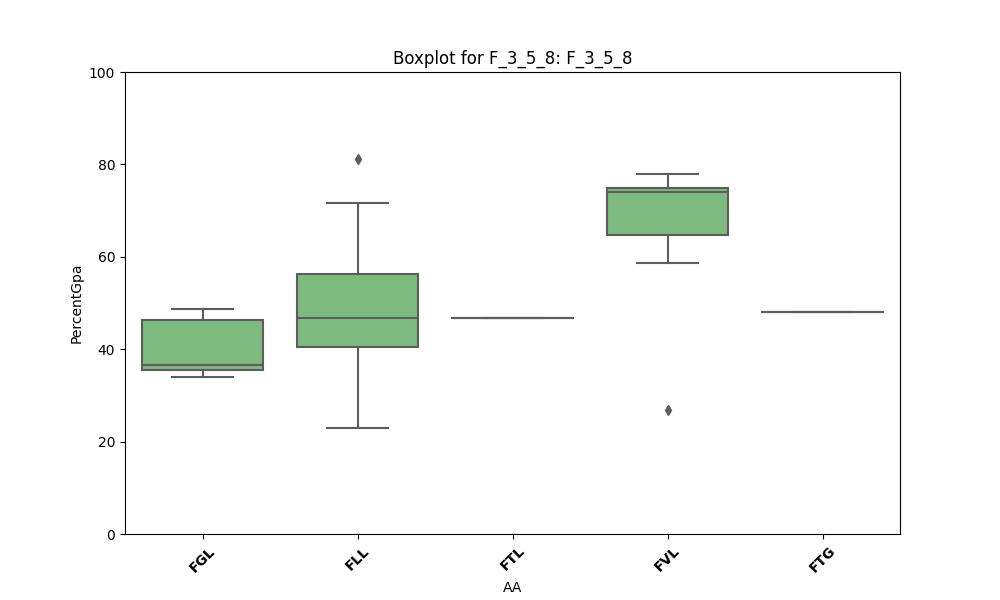 Boxplot for F_3_5_8: F_3_5_8
100
80
60
40
20
0
PercentGpa
FGL
FLL
FTL
FVL
FTG
AA